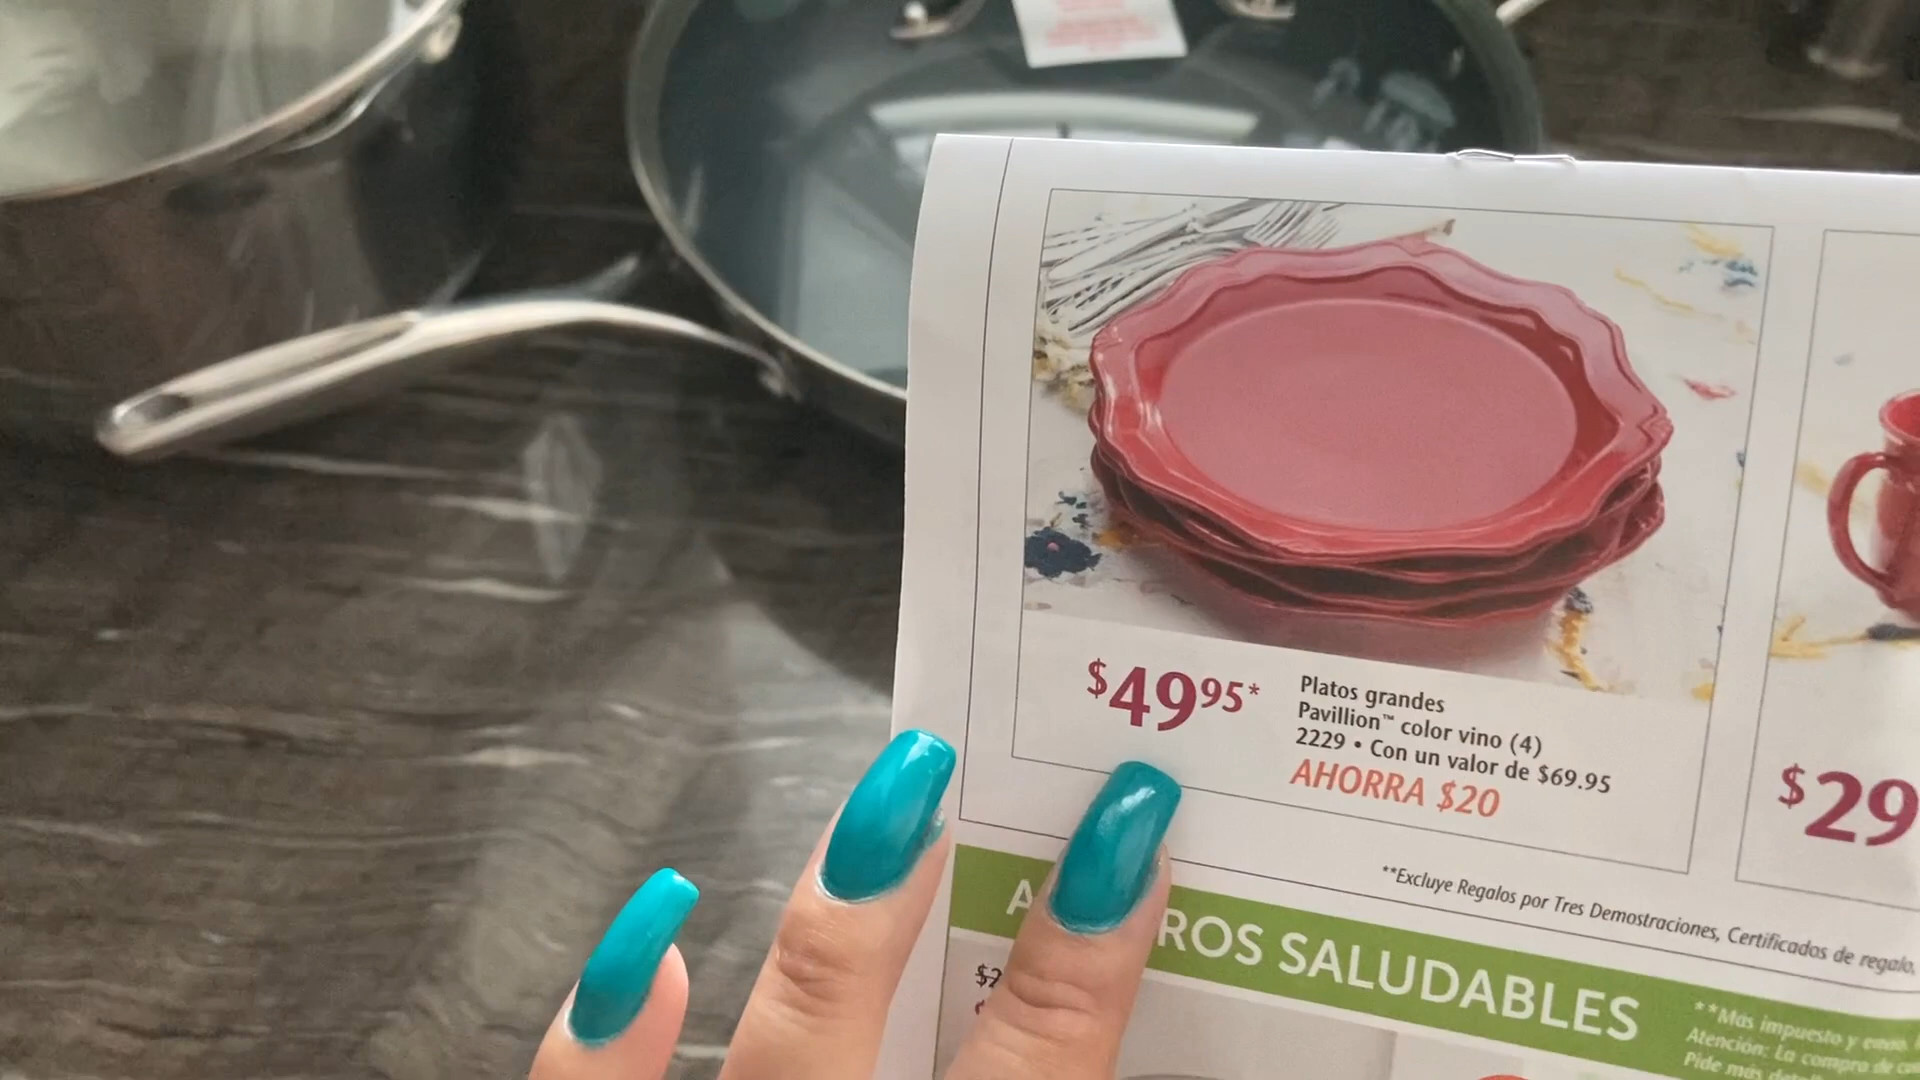 $49.95*
Platos grandes
Pavillion™ color vino (4)
2229 • Con un valor de $69.95
AHORRA $20
$29
**Excluye Regalos por Tres Demostraciones, Certificados de regalo,
ROS SALUDABLES
**Más impuesto y envío.
Atención: La compra de
Pide más